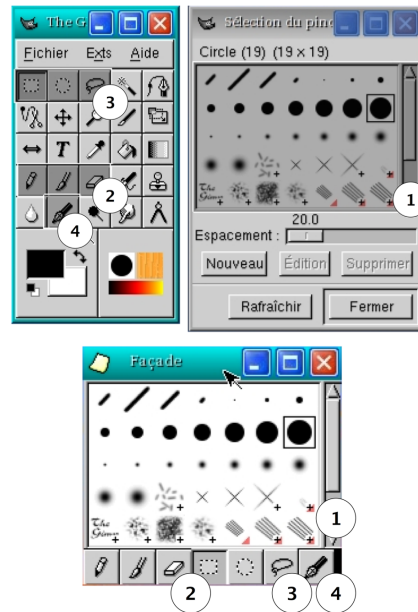 The G
Fichier Exts Aide
3
T
2
4
Sélection du pinc
Circle (19) (19 × 19)
The Gimp
1
20.0
Espacement :
Nouveau Édition Supprimer
Rafraîchir Fermer
Façade
The Gimp
1
2
3
4